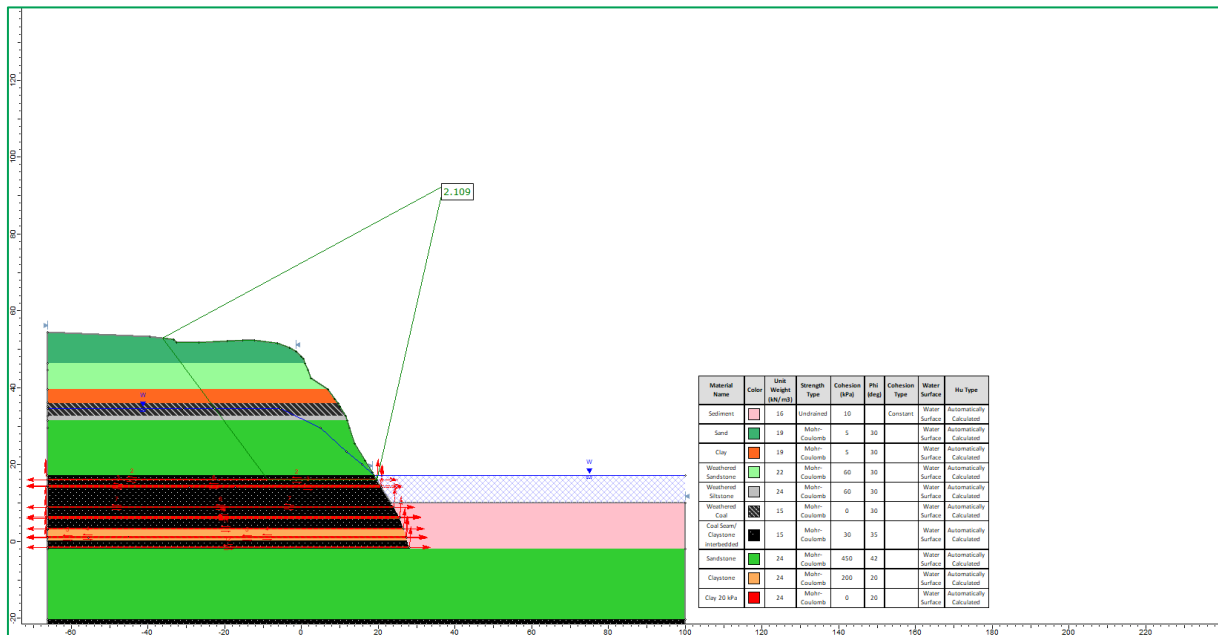 120
100
80
60
40
20
0
-20
2.109
W
W
Material Name Color Unit Weight (kN/m3) Strength Type Cohesion (kPa) Phi (deg) Cohesion Type Water Surface Hu Type
Sediment 16 Undrained 10 Constant Water Surface Automatically Calculated
Sand 19 Mohr-Coulomb 5 30 Water Surface Automatically Calculated
Clay 19 Mohr-Coulomb 5 30 Water Surface Automatically Calculated
Weathered Sandstone 22 Mohr-Coulomb 60 30 Water Surface Automatically Calculated
Weathered Siltstone 24 Mohr-Coulomb 60 30 Water Surface Automatically Calculated
Weathered Coal 15 Mohr-Coulomb 0 30 Water Surface Automatically Calculated
Coal Seam/ Claystone interbedded 15 Mohr-Coulomb 30 35 Water Surface Automatically Calculated
Sandstone 24 Mohr-Coulomb 450 42 Water Surface Automatically Calculated
Claystone 24 Mohr-Coulomb 200 20 Water Surface Automatically Calculated
Clay 20 kPa 24 Mohr-Coulomb 0 20 Water Surface Automatically Calculated
-60 -40 -20 0 20 40 60 80 100 120 140 160 180 200 220